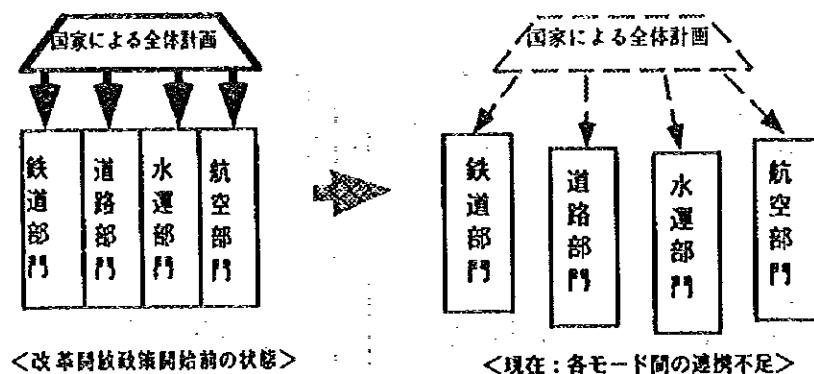 国家による全体計画
鉄道部門
道路部門
水運部門
航空部門
<改革開放政策開始前の状態>
国家による全体計画
鉄道部門
道路部門
水運部門
航空部門
<現在:各モード間の連携不足>